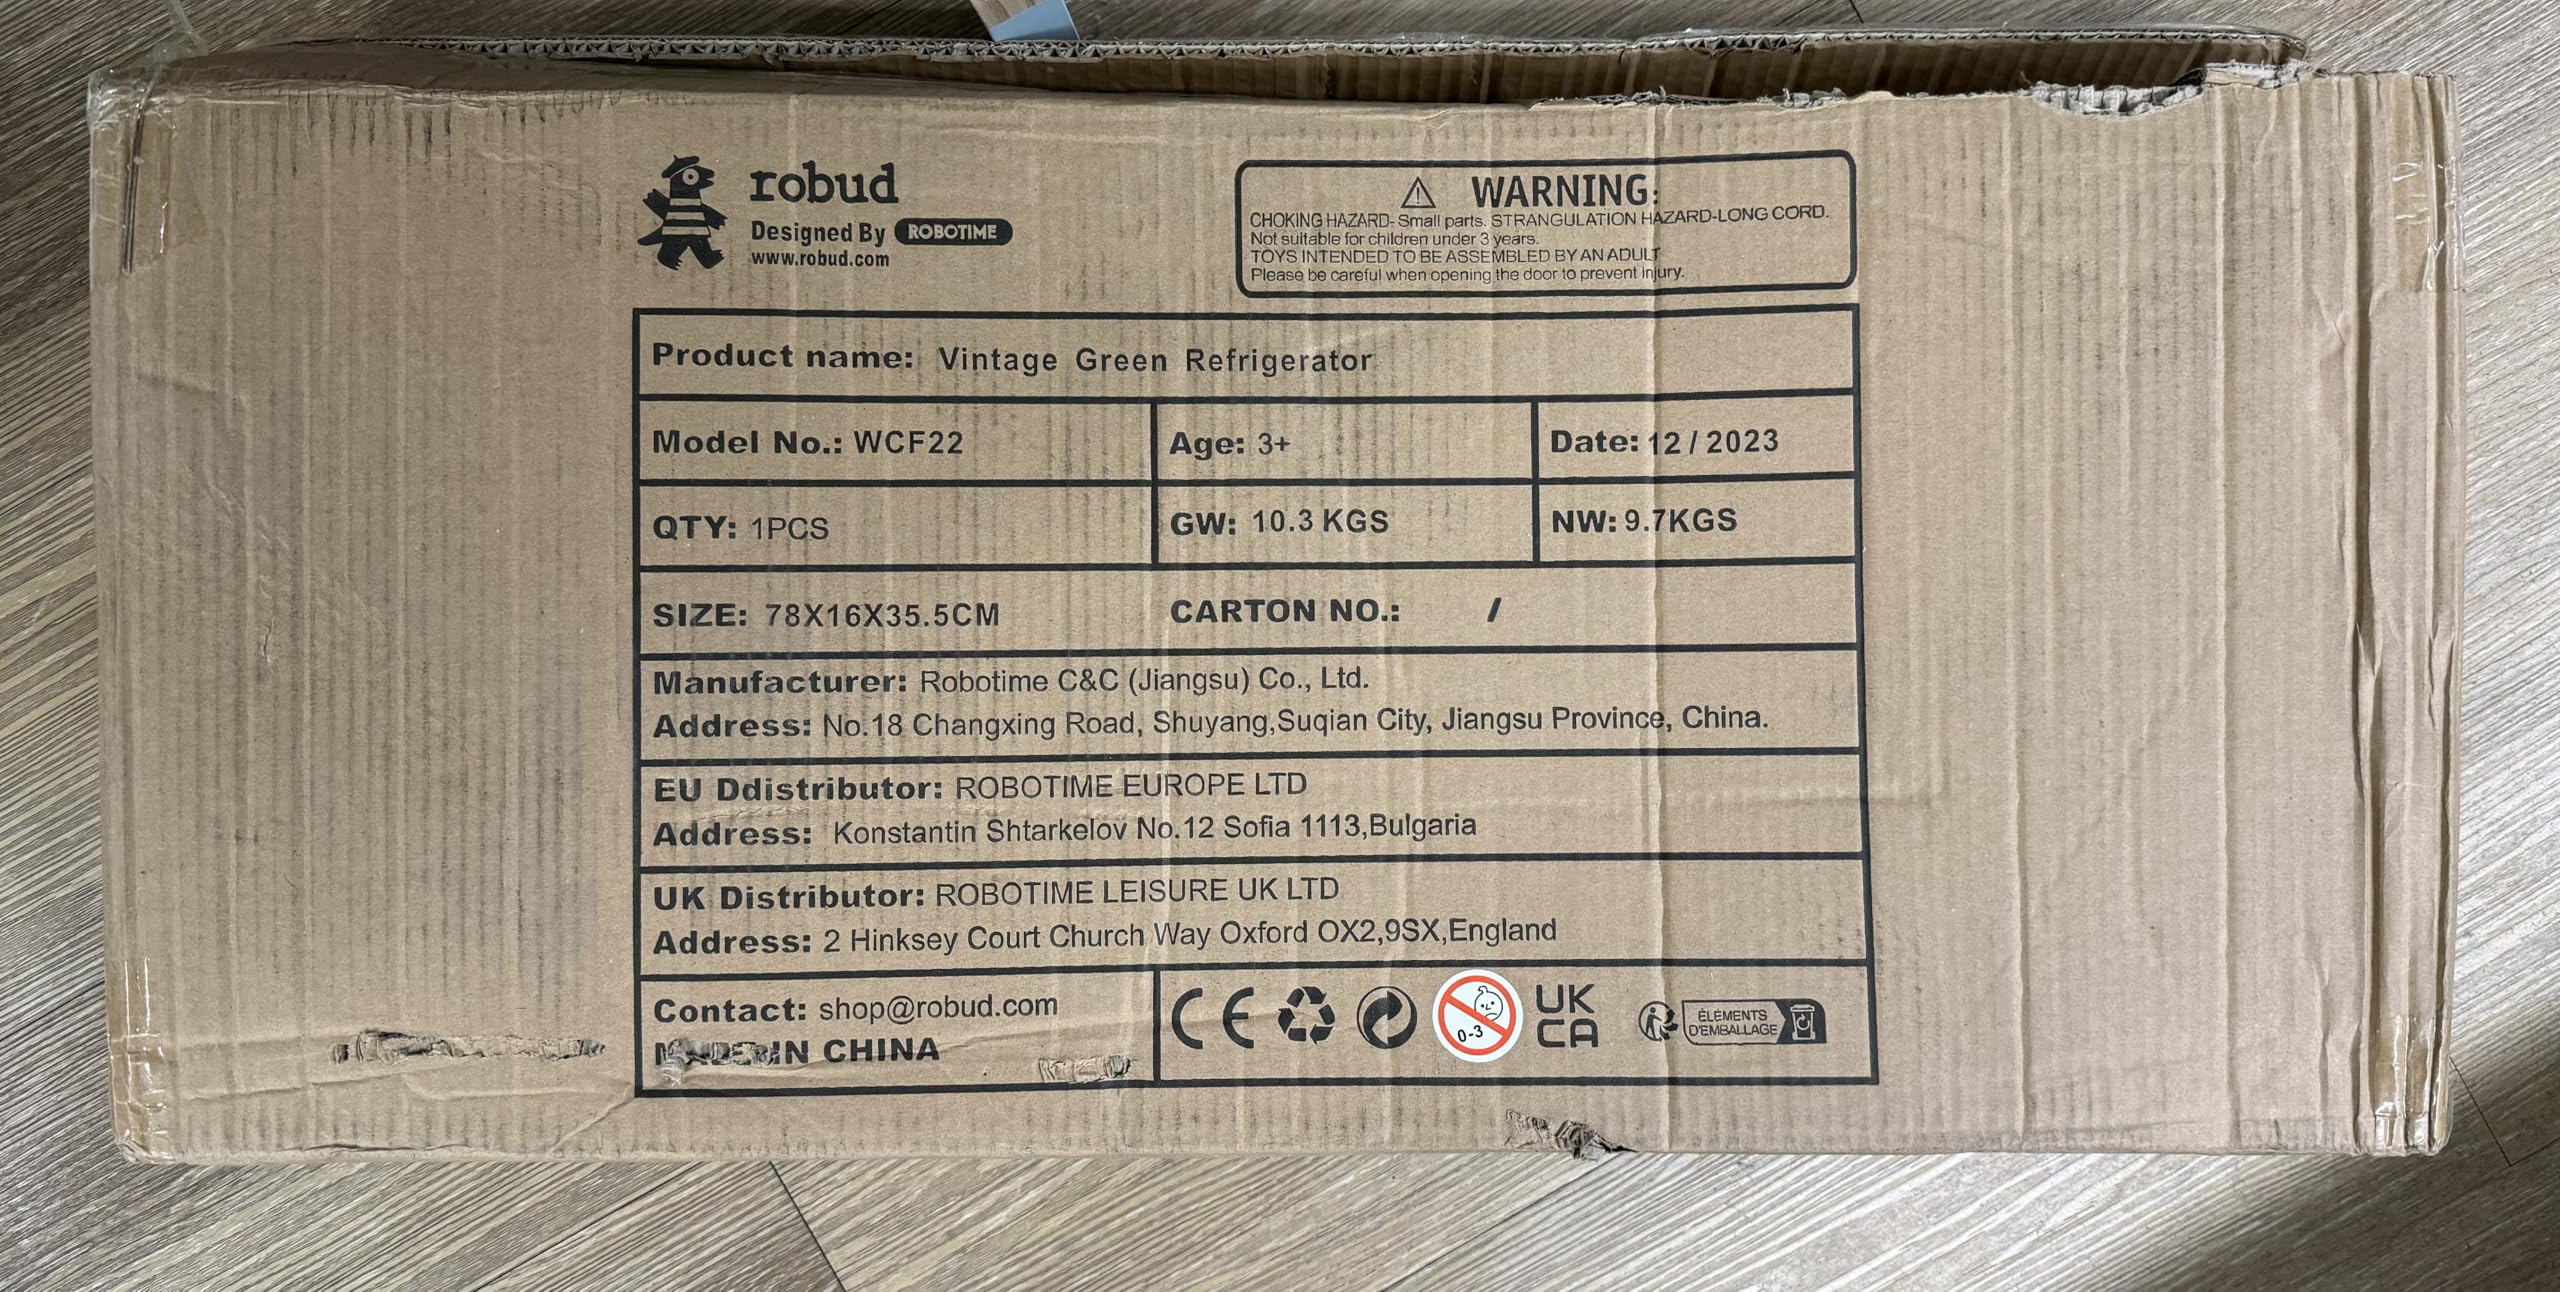 robud
Designed By ROBOTIME
www.robud.com
WARNING:
CHOKING HAZARD- Small parts. STRANGULATION HAZARD-LONG CORD.
Not suitable for children under 3 years.
TOYS INTENDED TO BE ASSEMBLED BY AN ADULT
Please be careful when opening the door to prevent injury.
Product name: Vintage Green Refrigerator
Model No.: WCF22 Age: 3+ Date: 12 / 2023
QTY: 1PCS GW: 10.3 KGS NW: 9.7KGS
SIZE: 78X16X35.5CM CARTON NO.: /
Manufacturer: Robotime C&C (Jiangsu) Co., Ltd.
Address: No.18 Changxing Road, Shuyang,Suqian City, Jiangsu Province, China.
EU Ddistributor: ROBOTIME EUROPE LTD
Address: Konstantin Shtarkelov No.12 Sofia 1113,Bulgaria
UK Distributor: ROBOTIME LEISURE UK LTD
Address: 2 Hinksey Court Church Way Oxford OX2,9SX,England
Contact: shop@robud.com
MADE IN CHINA
CE
0-3
UK
CA
ÉLÉMENTS
D'EMBALLAGE